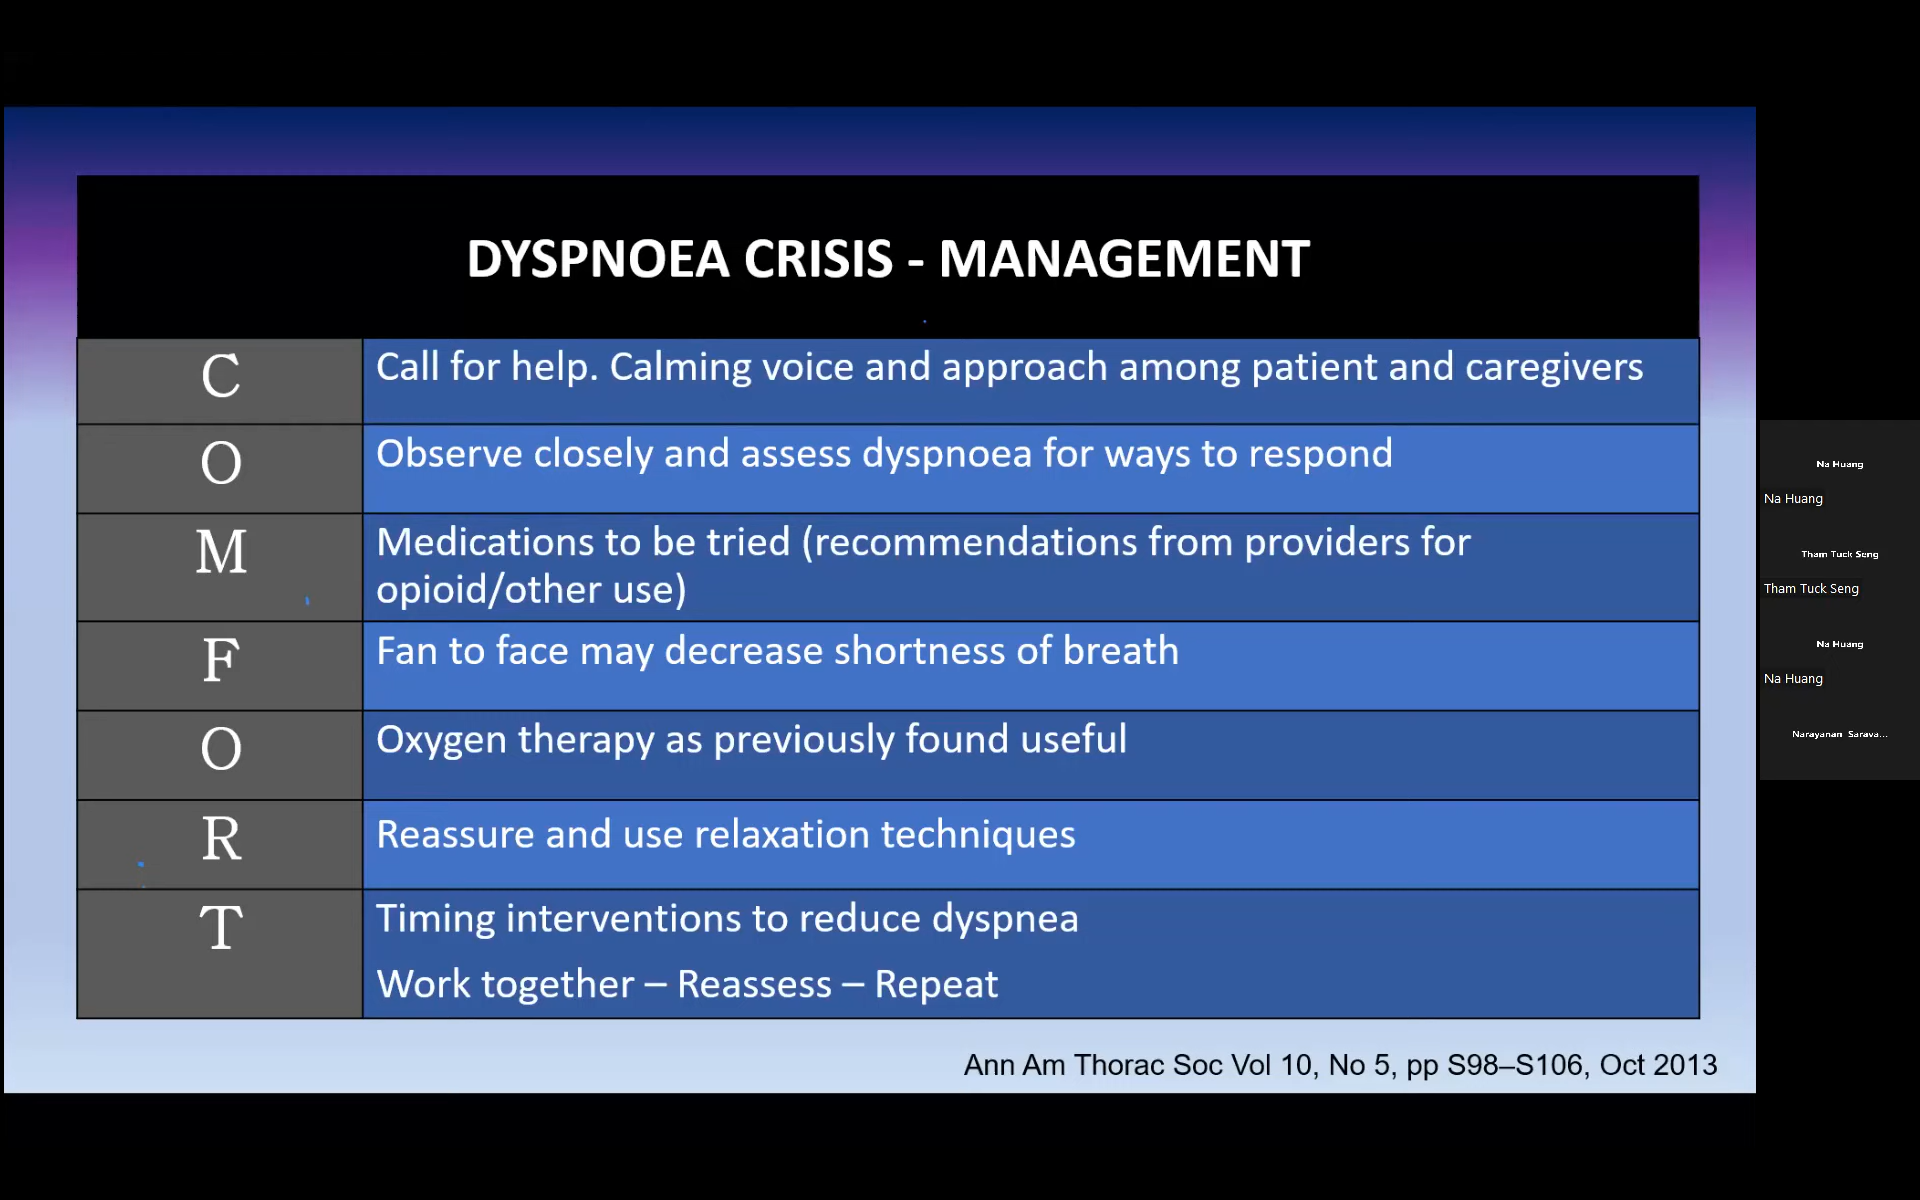 DYSPNOEA CRISIS - MANAGEMENT
C
Call for help. Calming voice and approach among patient and caregivers
O
Observe closely and assess dyspnoea for ways to respond
M
Medications to be tried (recommendations from providers for
opioid/other use)
F
Fan to face may decrease shortness of breath
O
Oxygen therapy as previously found useful
R
Reassure and use relaxation techniques
T
Timing interventions to reduce dyspnea
Work together – Reassess – Repeat
Ann Am Thorac Soc Vol 10, No 5, pp S98–S106, Oct 2013
Na Huang
Na Huang
Tham Tuck Seng
Tham Tuck Seng
Na Huang
Na Huang
Narayanan Sarava...